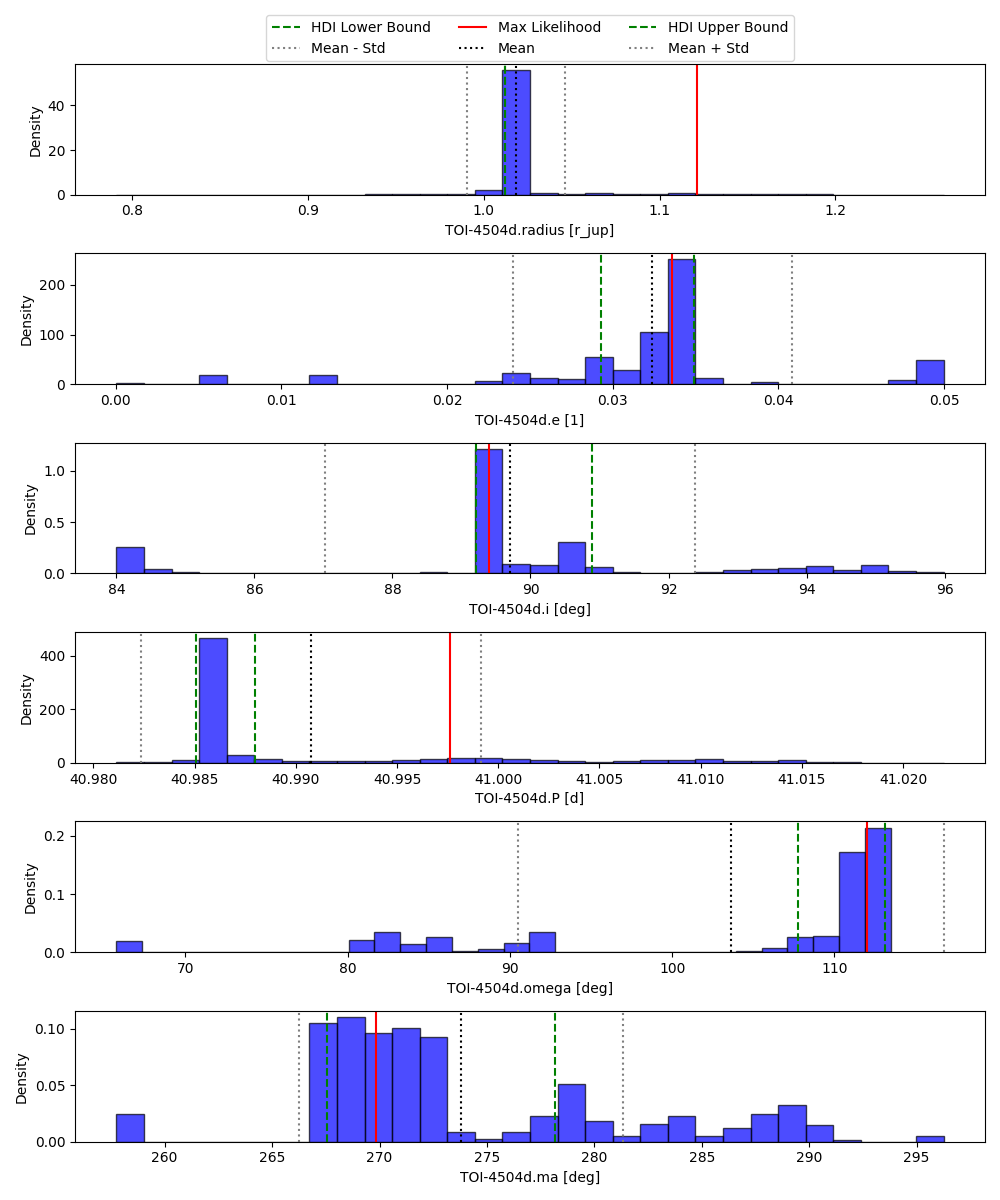 HDI Lower Bound Max Likelihood HDI Upper Bound
Mean - Std Mean Mean + Std
40
20
0
Density
0.8 0.9 1.0 1.1 1.2
TOI-4504d.radius [r_jup]
200
100
0
Density
0.00 0.01 0.02 0.03 0.04 0.05
TOI-4504d.e [1]
1.0
0.5
0.0
Density
84 86 88 90 92 94 96
TOI-4504d.i [deg]
400
200
0
Density
40.980 40.985 40.990 40.995 41.000 41.005 41.010 41.015 41.020
TOI-4504d.P [d]
0.2
0.1
0.0
Density
70 80 90 100 110
TOI-4504d.omega [deg]
0.10
0.05
0.00
Density
260 265 270 275 280 285 290 295
TOI-4504d.ma [deg]